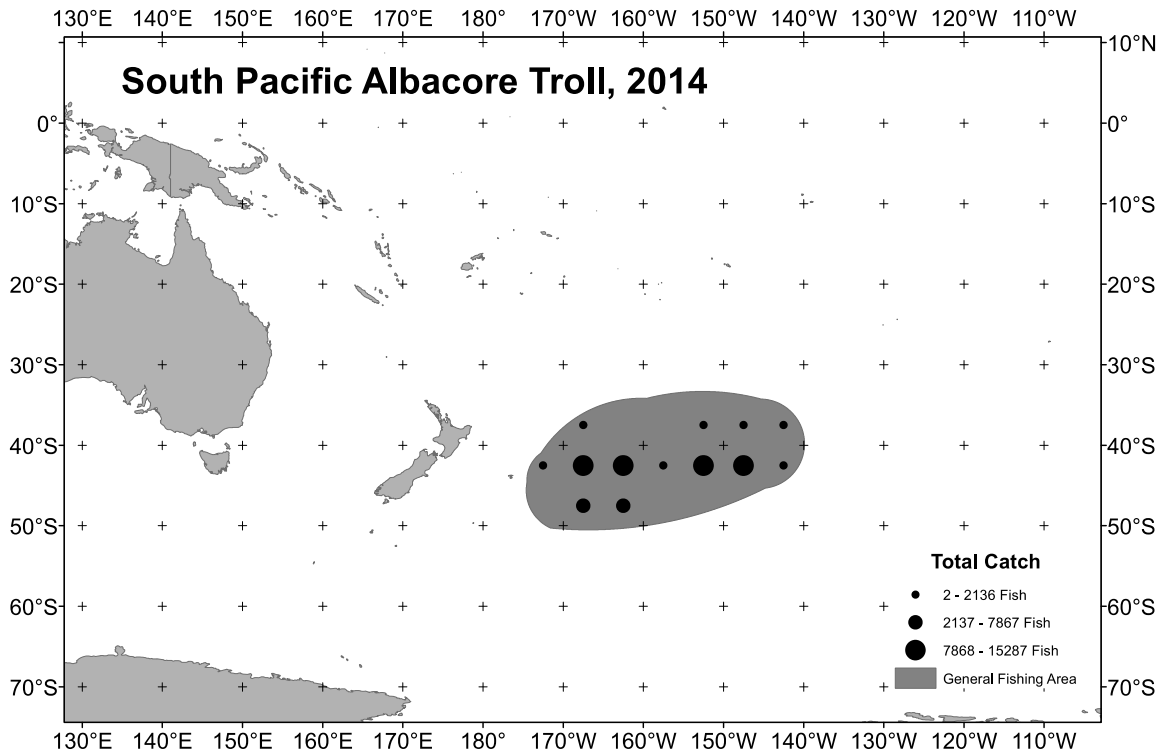 130°E 140°E 150°E 160°E 170°E 180° 170°W 160°W 150°W 140°W 130°W 120°W 110°W
10°N
South Pacific Albacore Troll, 2014
0° 0°
10°S 10°S
20°S 20°S
30°S 30°S
40°S 40°S
50°S 50°S
Total Catch
2 - 2136 Fish
60°S 60°S
2137 - 7867 Fish
7868 - 15287 Fish
General Fishing Area
70°S 70°S
130°E 140°E 150°E 160°E 170°E 180° 170°W 160°W 150°W 140°W 130°W 120°W 110°W